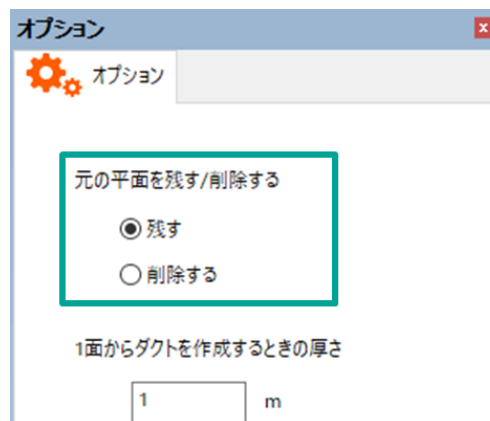 オプション
オプション
元の平面を残す/削除する
残す
削除する
1面からダクトを作成するときの厚さ
1 m